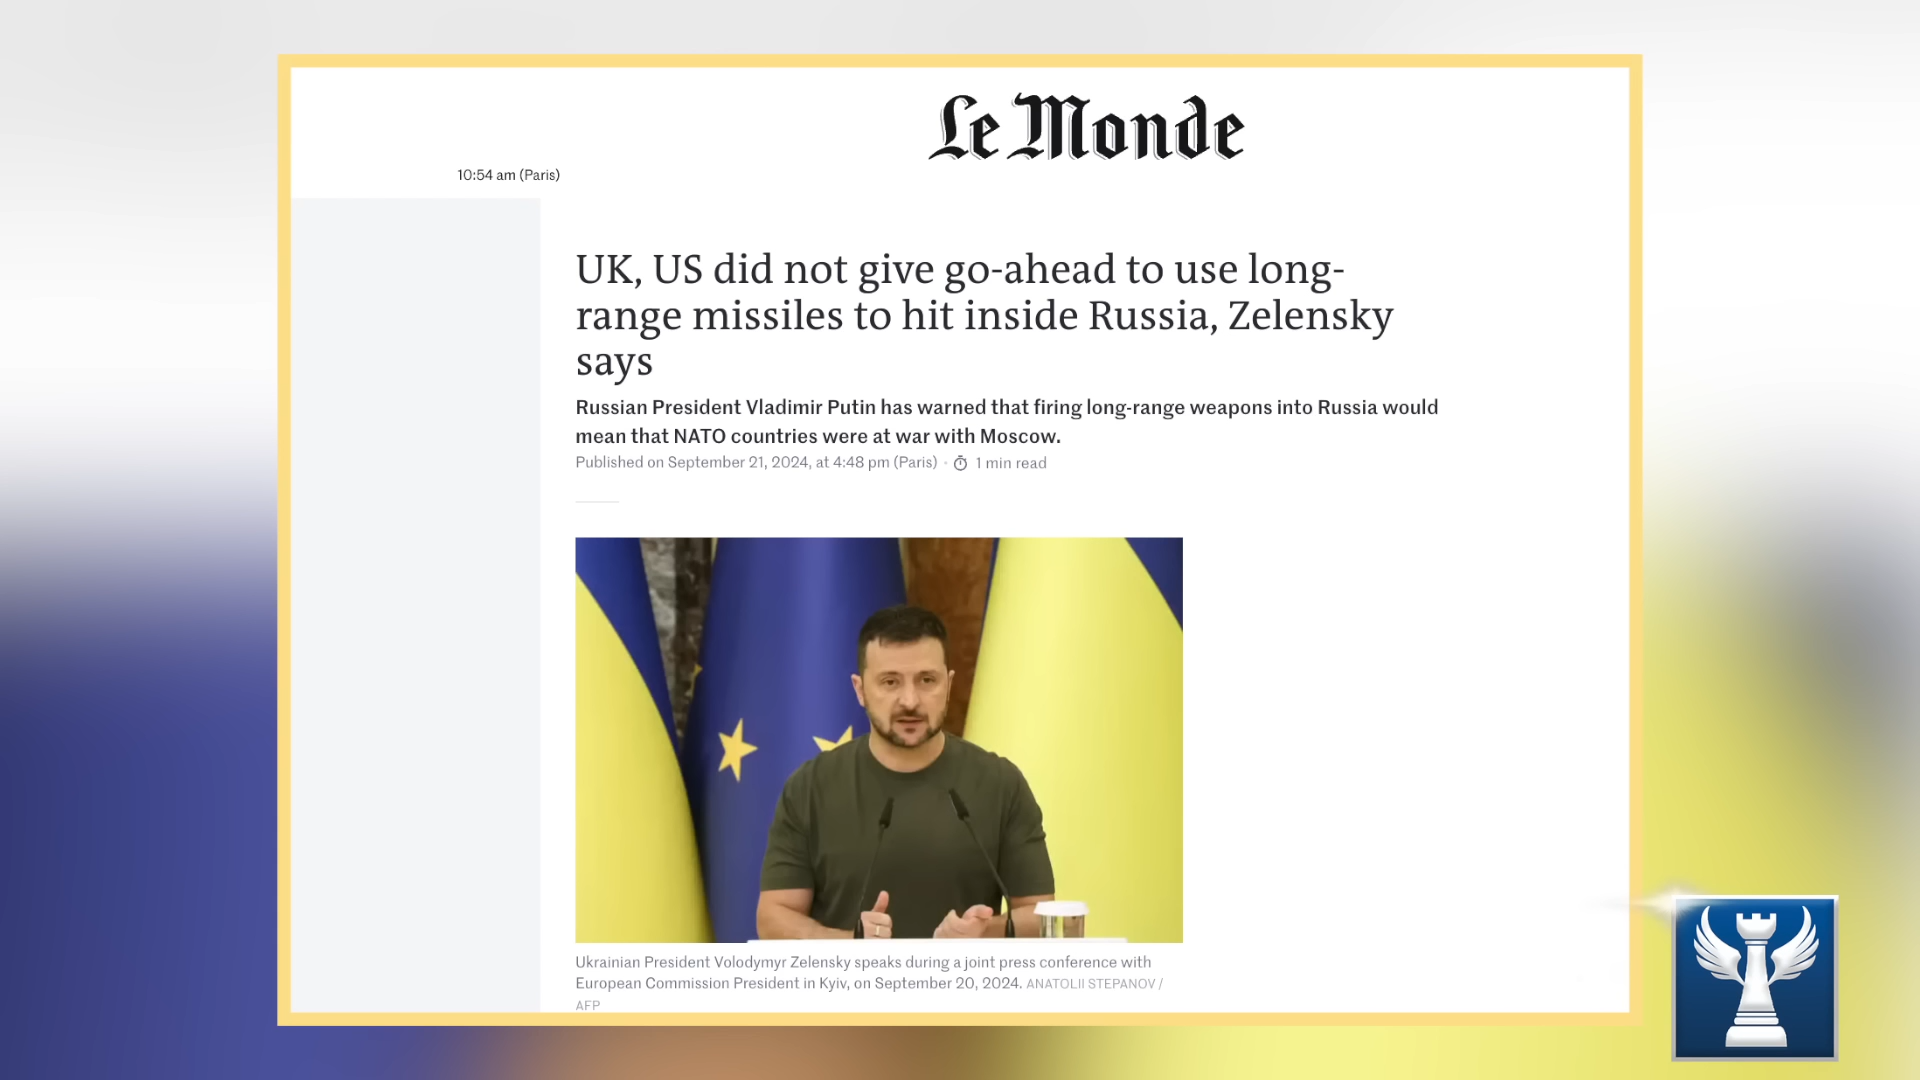 Le Monde
10:54 am (Paris)
UK, US did not give go-ahead to use long-
range missiles to hit inside Russia, Zelensky
says
Russian President Vladimir Putin has warned that firing long-range weapons into Russia would
mean that NATO countries were at war with Moscow.
Published on September 21, 2024, at 4:48 pm (Paris) · 1 min read
Ukrainian President Volodymyr Zelensky speaks during a joint press conference with
European Commission President in Kyiv, on September 20, 2024. ANATOLII STEPANOV /
AFP